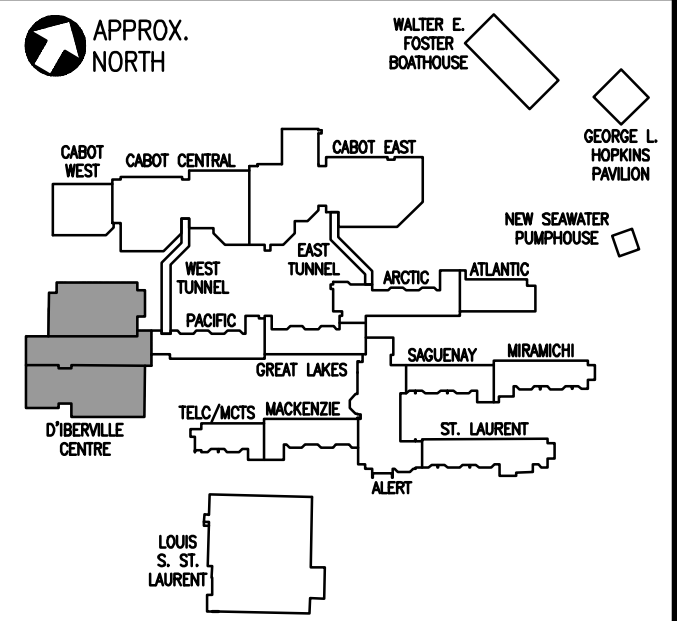 APPROX.
NORTH
WALTER E.
FOSTER
BOATHOUSE
GEORGE L.
HOPKINS
PAVILION
CABOT
WEST
CABOT CENTRAL
CABOT EAST
NEW SEAWATER
PUMPHOUSE
WEST
TUNNEL
EAST
TUNNEL
ARCTIC
ATLANTIC
PACIFIC
GREAT LAKES
SAGUENAY
MIRAMICHI
D'IBERVILLE
CENTRE
TELC/MCTS
MACKENZIE
ST. LAURENT
ALERT
LOUIS
S. ST.
LAURENT